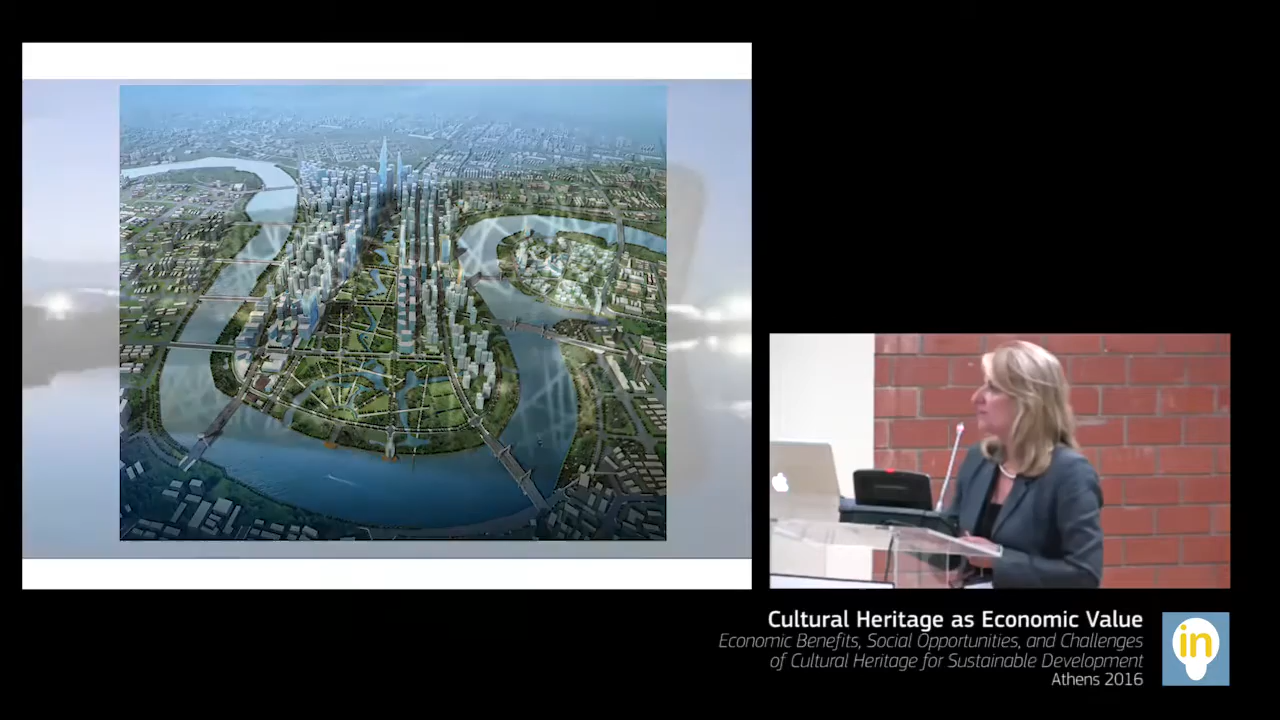 Cultural Heritage as Economic Value
Economic Benefits, Social Opportunities, and Challenges
of Cultural Heritage for Sustainable Development
Athens 2016
in